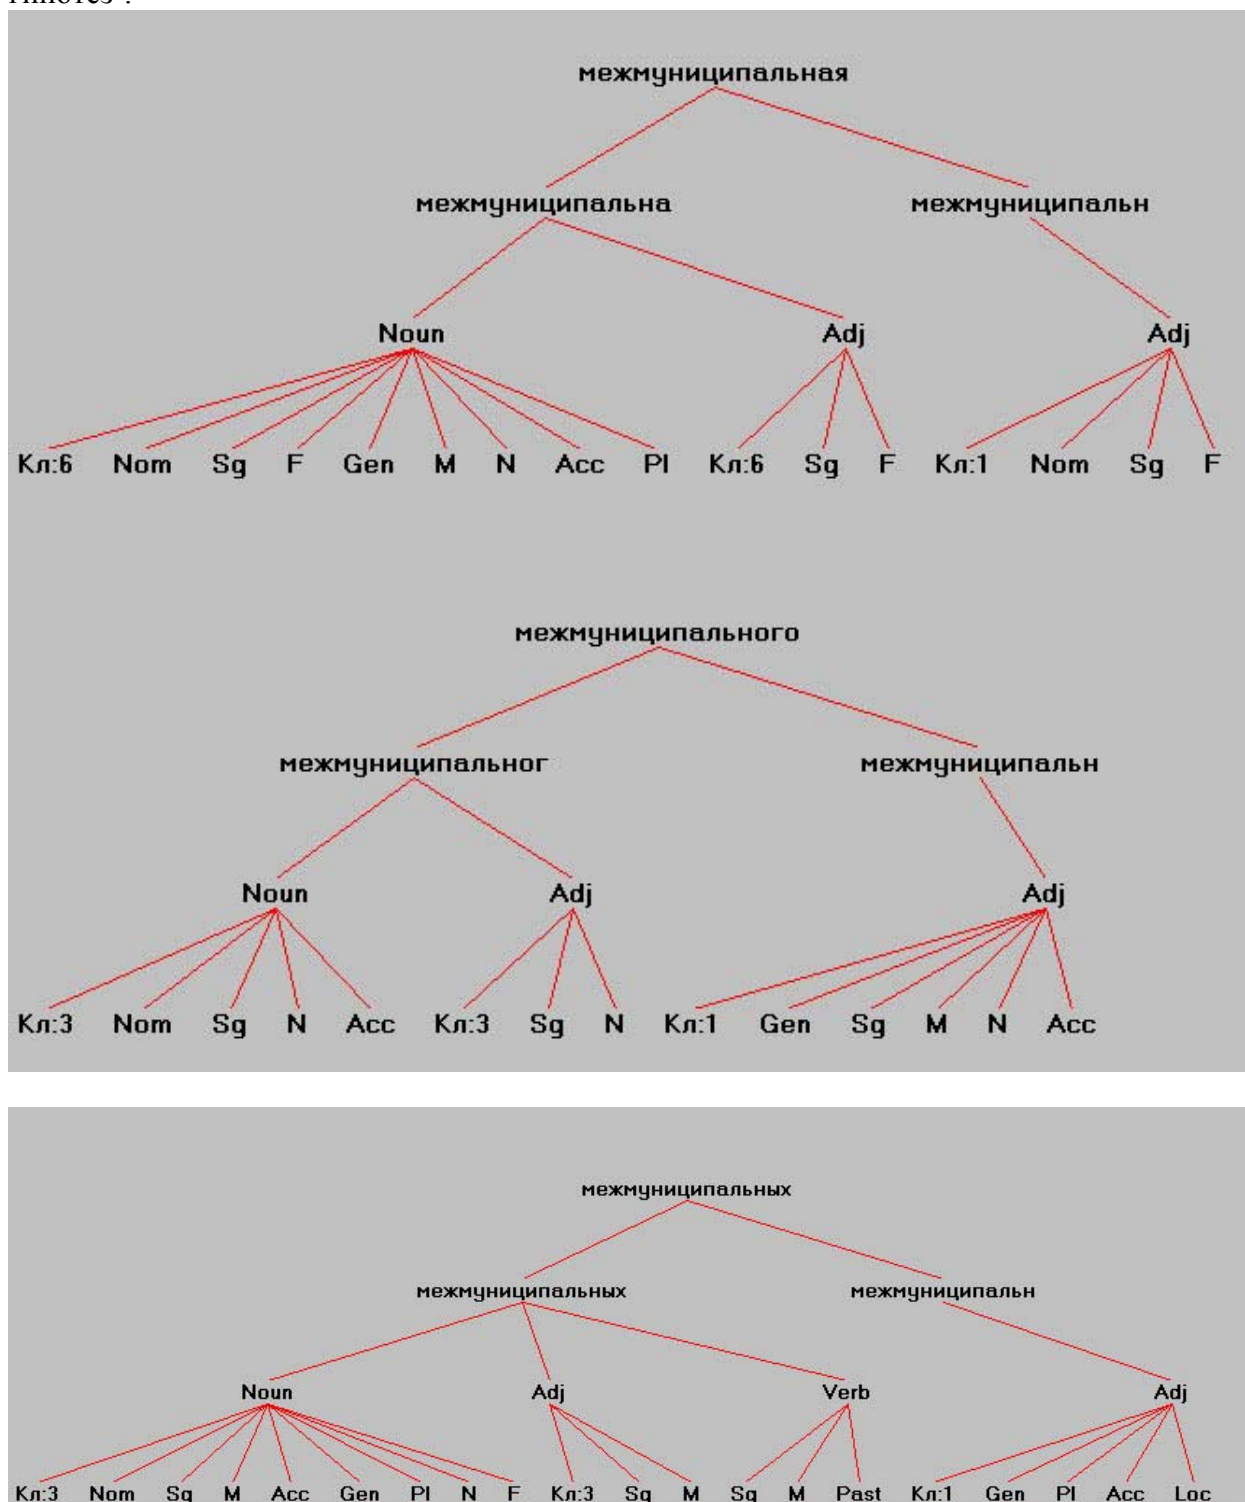 межмуниципальная
межмуниципальна межмуниципальн
Noun Adj Adj
Кл:6 Nom Sg F Gen M N Acc Pl Кл:6 Sg F Кл:1 Nom Sg F
межмуниципального
межмуниципальног межмуниципальн
Noun Adj Adj
Кл:3 Nom Sg N Acc Кл:3 Sg N Кл:1 Gen Sg M N Acc
межмуниципальных
межмуниципальных межмуниципальн
Noun Adj Verb Adj
Кл:3 Nom Sg M Acc Gen Pl N F Кл:3 Sg M Sg M Past Кл:1 Gen Pl Acc Loc